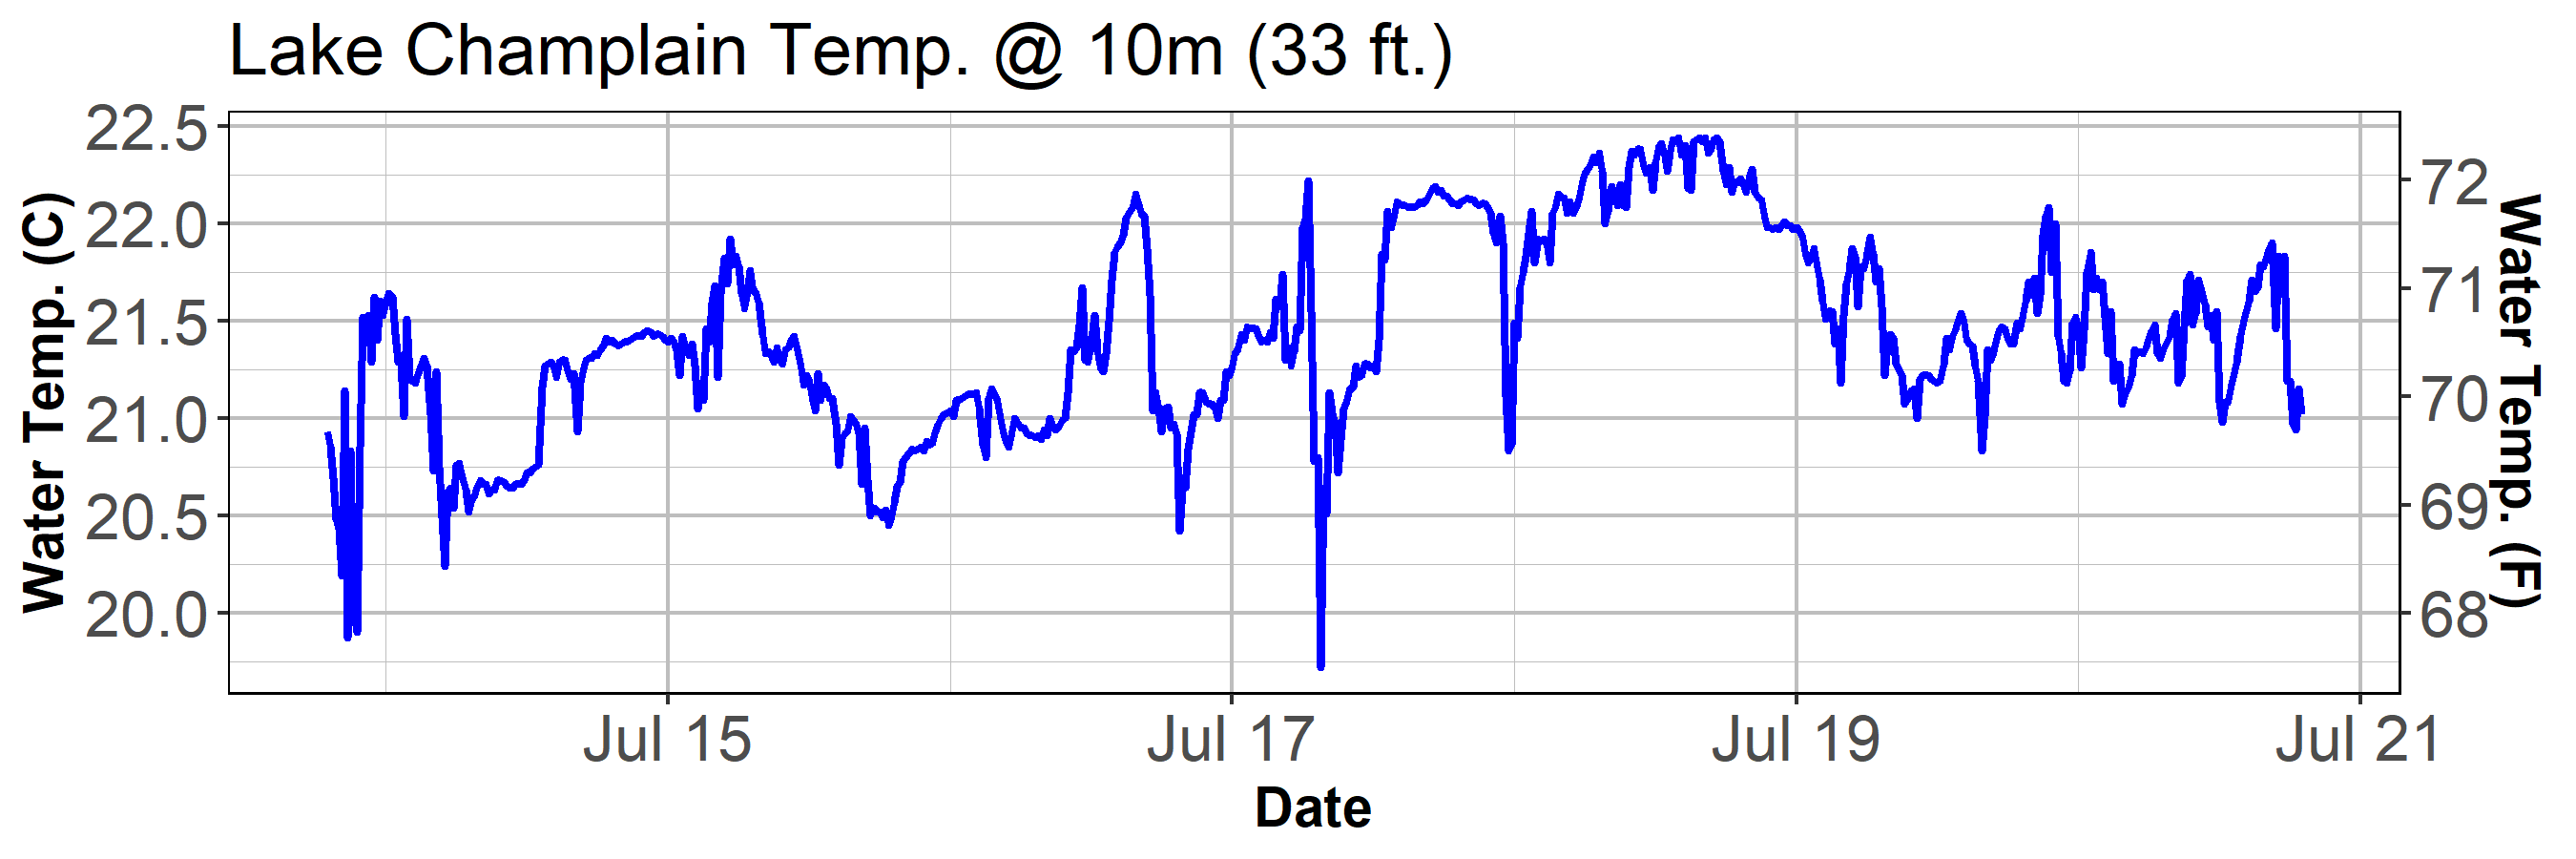 Lake Champlain Temp. @ 10m (33 ft.)
Water Temp. (C)
22.5
22.0
21.5
21.0
20.5
20.0
72
71
70
69
68
Water Temp. (F)
Jul 15
Jul 17
Jul 19
Jul 21
Date